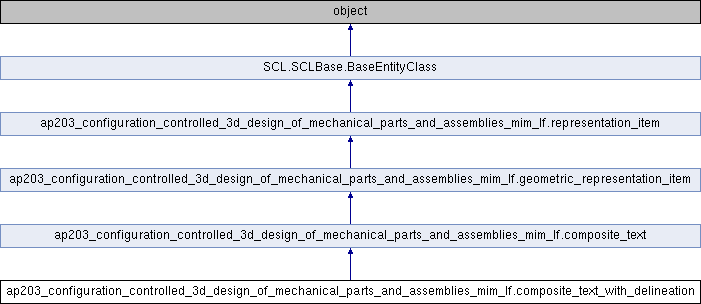 object
SCL.SCLBase.BaseEntityClass
ap203_configuration_controlled_3d_design_of_mechanical_parts_and_assemblies_mim_lf.representation_item
ap203_configuration_controlled_3d_design_of_mechanical_parts_and_assemblies_mim_lf.geometric_representation_item
ap203_configuration_controlled_3d_design_of_mechanical_parts_and_assemblies_mim_lf.composite_text
ap203_configuration_controlled_3d_design_of_mechanical_parts_and_assemblies_mim_lf.composite_text_with_delineation